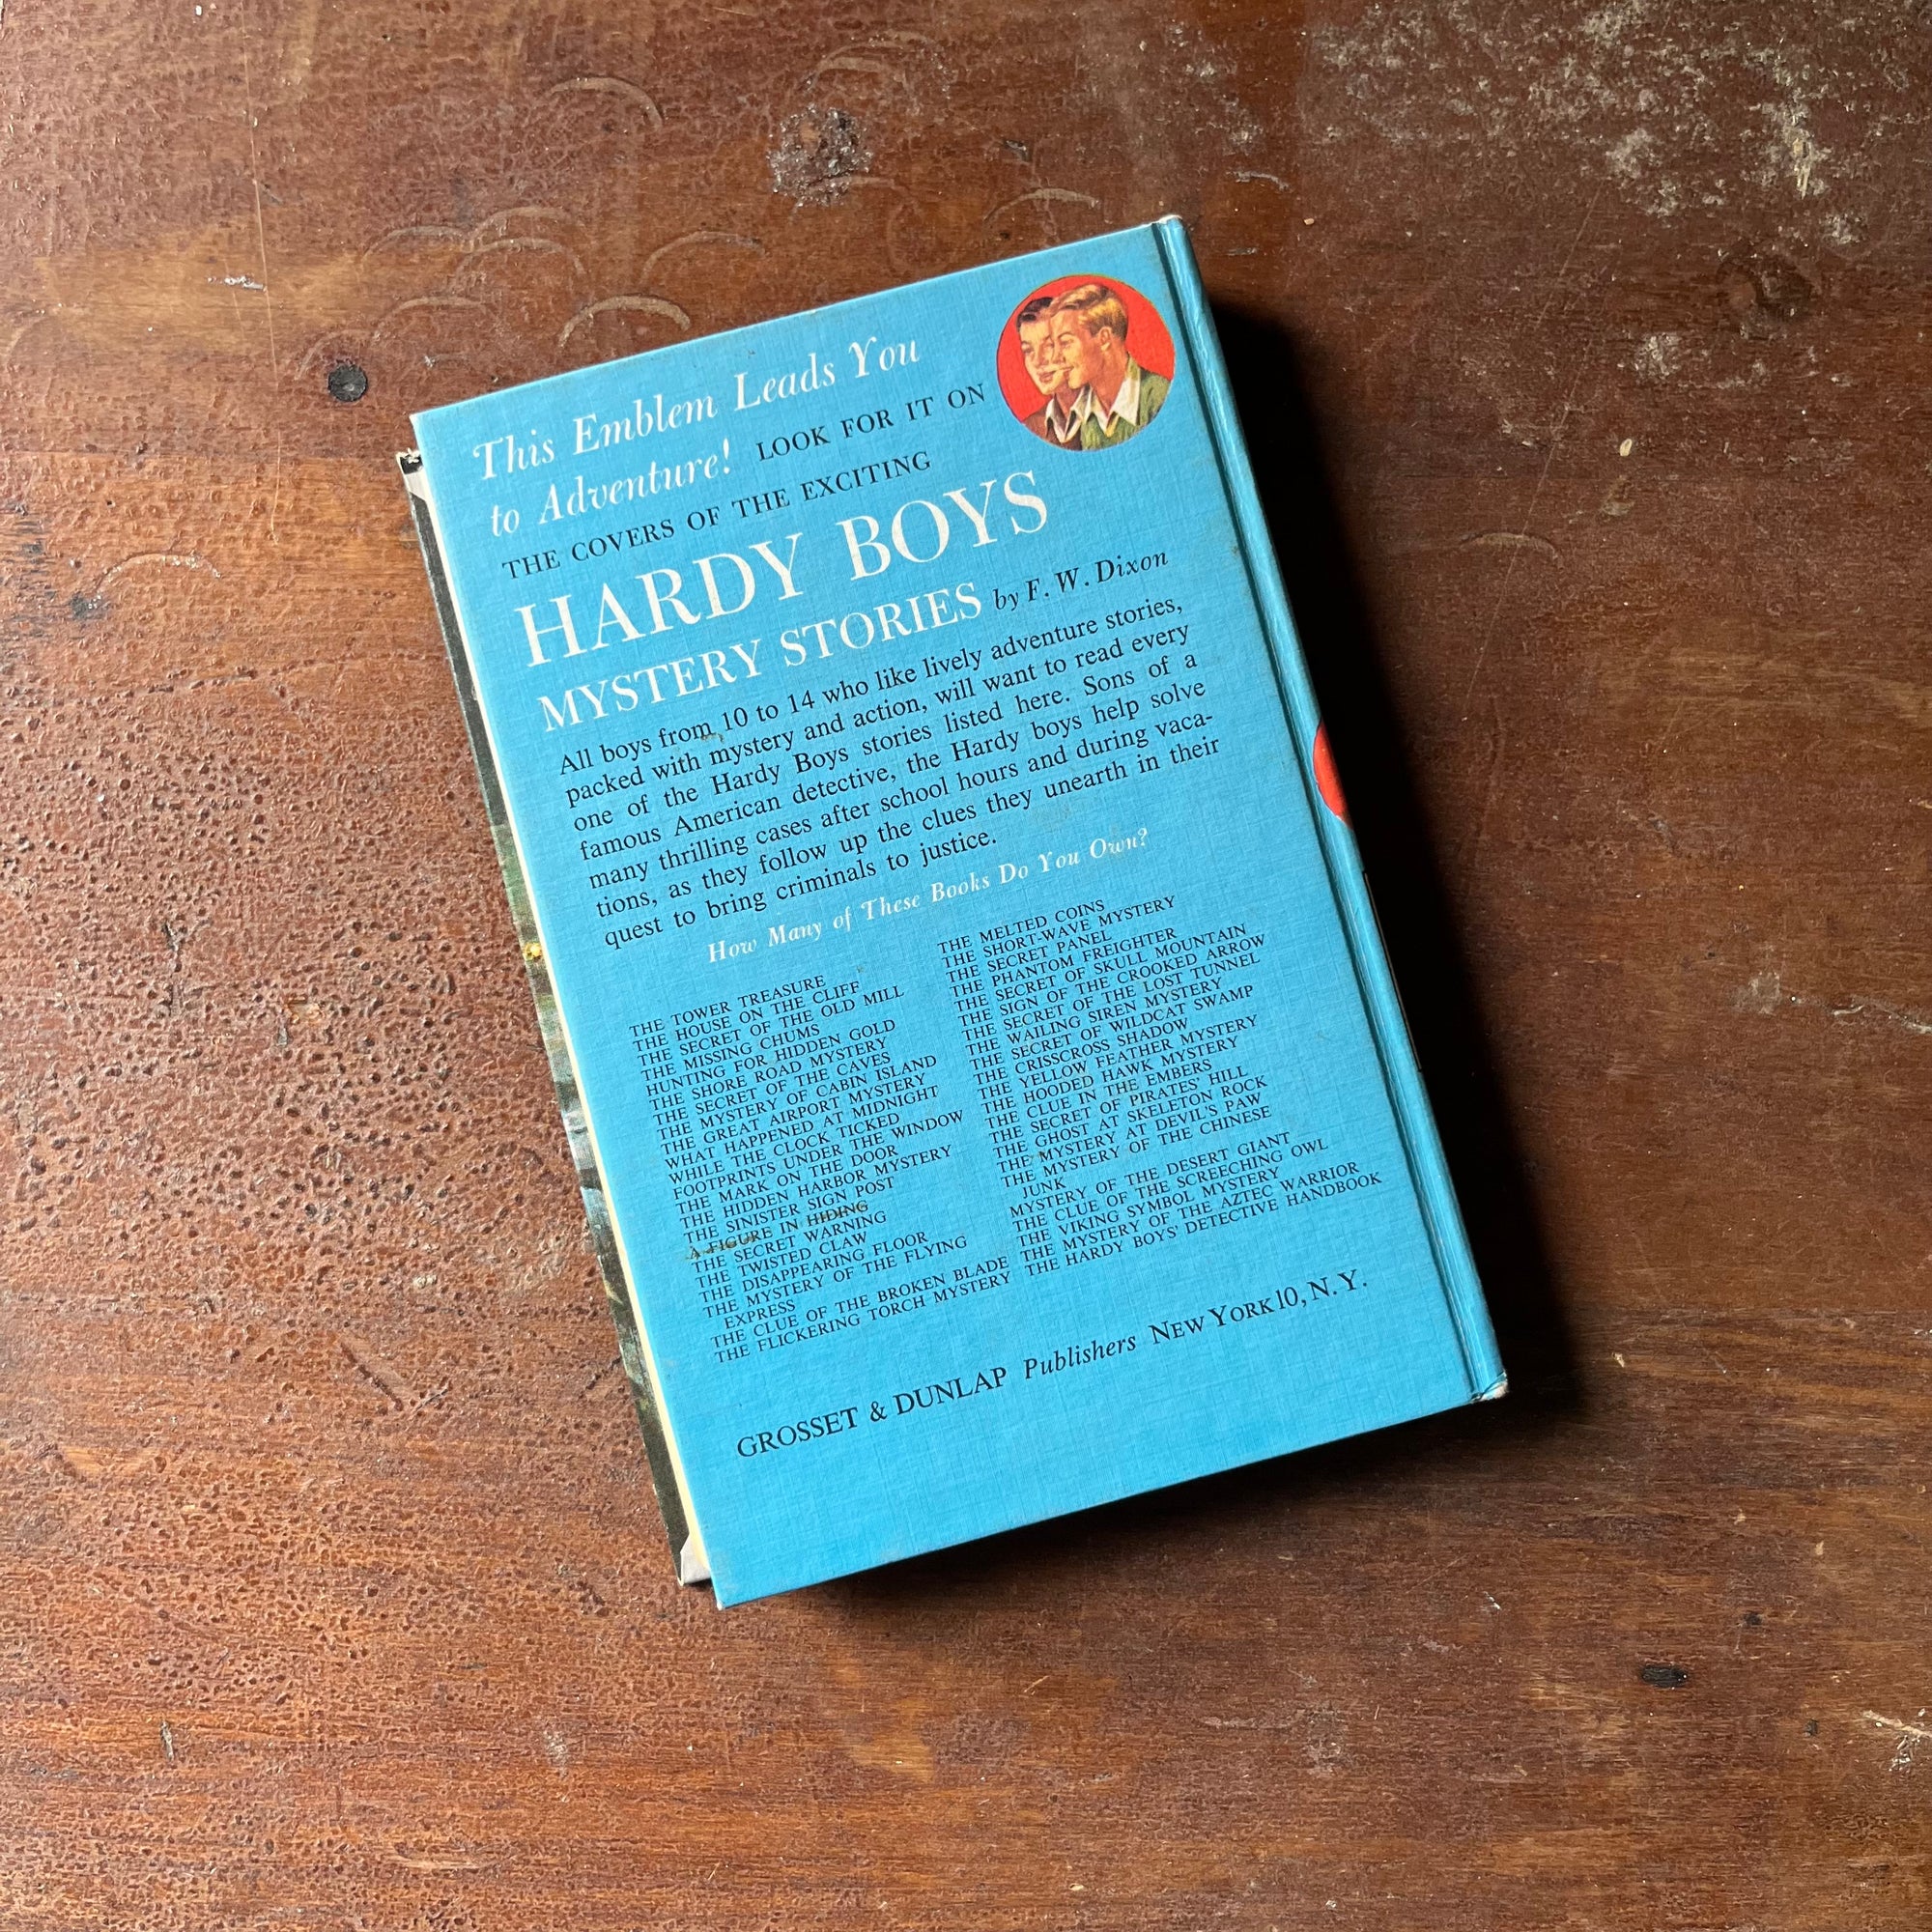 This Emblem Leads You
to Adventure! LOOK FOR IT ON
THE COVERS OF THE EXCITING
HARDY BOYS
MYSTERY STORIES by F. W. Dixon
All boys from 10 to 14 who like lively adventure stories,
packed with mystery and action, will want to read every
one of the Hardy Boys stories listed here. Sons of a
famous American detective, the Hardy boys help solve
many thrilling cases after school hours and during vaca-
tions, as they follow up the clues they unearth in their
quest to bring criminals to justice.
How Many of These Books Do You Own?
THE TOWER TREASURE
THE HOUSE ON THE CLIFF
THE SECRET OF THE OLD MILL
THE MISSING CHUMS
HUNTING FOR HIDDEN GOLD
THE SHORE ROAD MYSTERY
THE SECRET OF THE CAVES
THE MYSTERY OF CABIN ISLAND
THE GREAT AIRPORT MYSTERY
WHAT HAPPENED AT MIDNIGHT
WHILE THE CLOCK TICKED
FOOTPRINTS UNDER THE WINDOW
THE MARK ON THE DOOR
THE HIDDEN HARBOR MYSTERY
THE SINISTER SIGN POST
A FIGURE IN HIDING
THE SECRET WARNING
THE TWISTED CLAW
THE DISAPPEARING FLOOR
THE MYSTERY OF THE FLYING
EXPRESS
THE CLUE OF THE BROKEN BLADE
THE FLICKERING TORCH MYSTERY
THE MELTED COINS
THE SHORT-WAVE MYSTERY
THE SECRET PANEL
THE PHANTOM FREIGHTER
THE SECRET OF SKULL MOUNTAIN
THE SIGN OF THE CROOKED ARROW
THE SECRET OF THE LOST TUNNEL
THE WAILING SIREN MYSTERY
THE SECRET OF WILDCAT SWAMP
THE CRISSCROSS SHADOW
THE YELLOW FEATHER MYSTERY
THE HOODED HAWK MYSTERY
THE CLUE IN THE EMBERS
THE SECRET OF PIRATES' HILL
THE GHOST AT SKELETON ROCK
THE MYSTERY AT DEVIL'S PAW
THE MYSTERY OF THE CHINESE
JUNK
MYSTERY OF THE DESERT GIANT
THE CLUE OF THE SCREECHING OWL
THE VIKING SYMBOL MYSTERY
THE MYSTERY OF THE AZTEC WARRIOR
THE HARDY BOYS' DETECTIVE HANDBOOK
GROSSET & DUNLAP Publishers NEW YORK 10, N. Y.